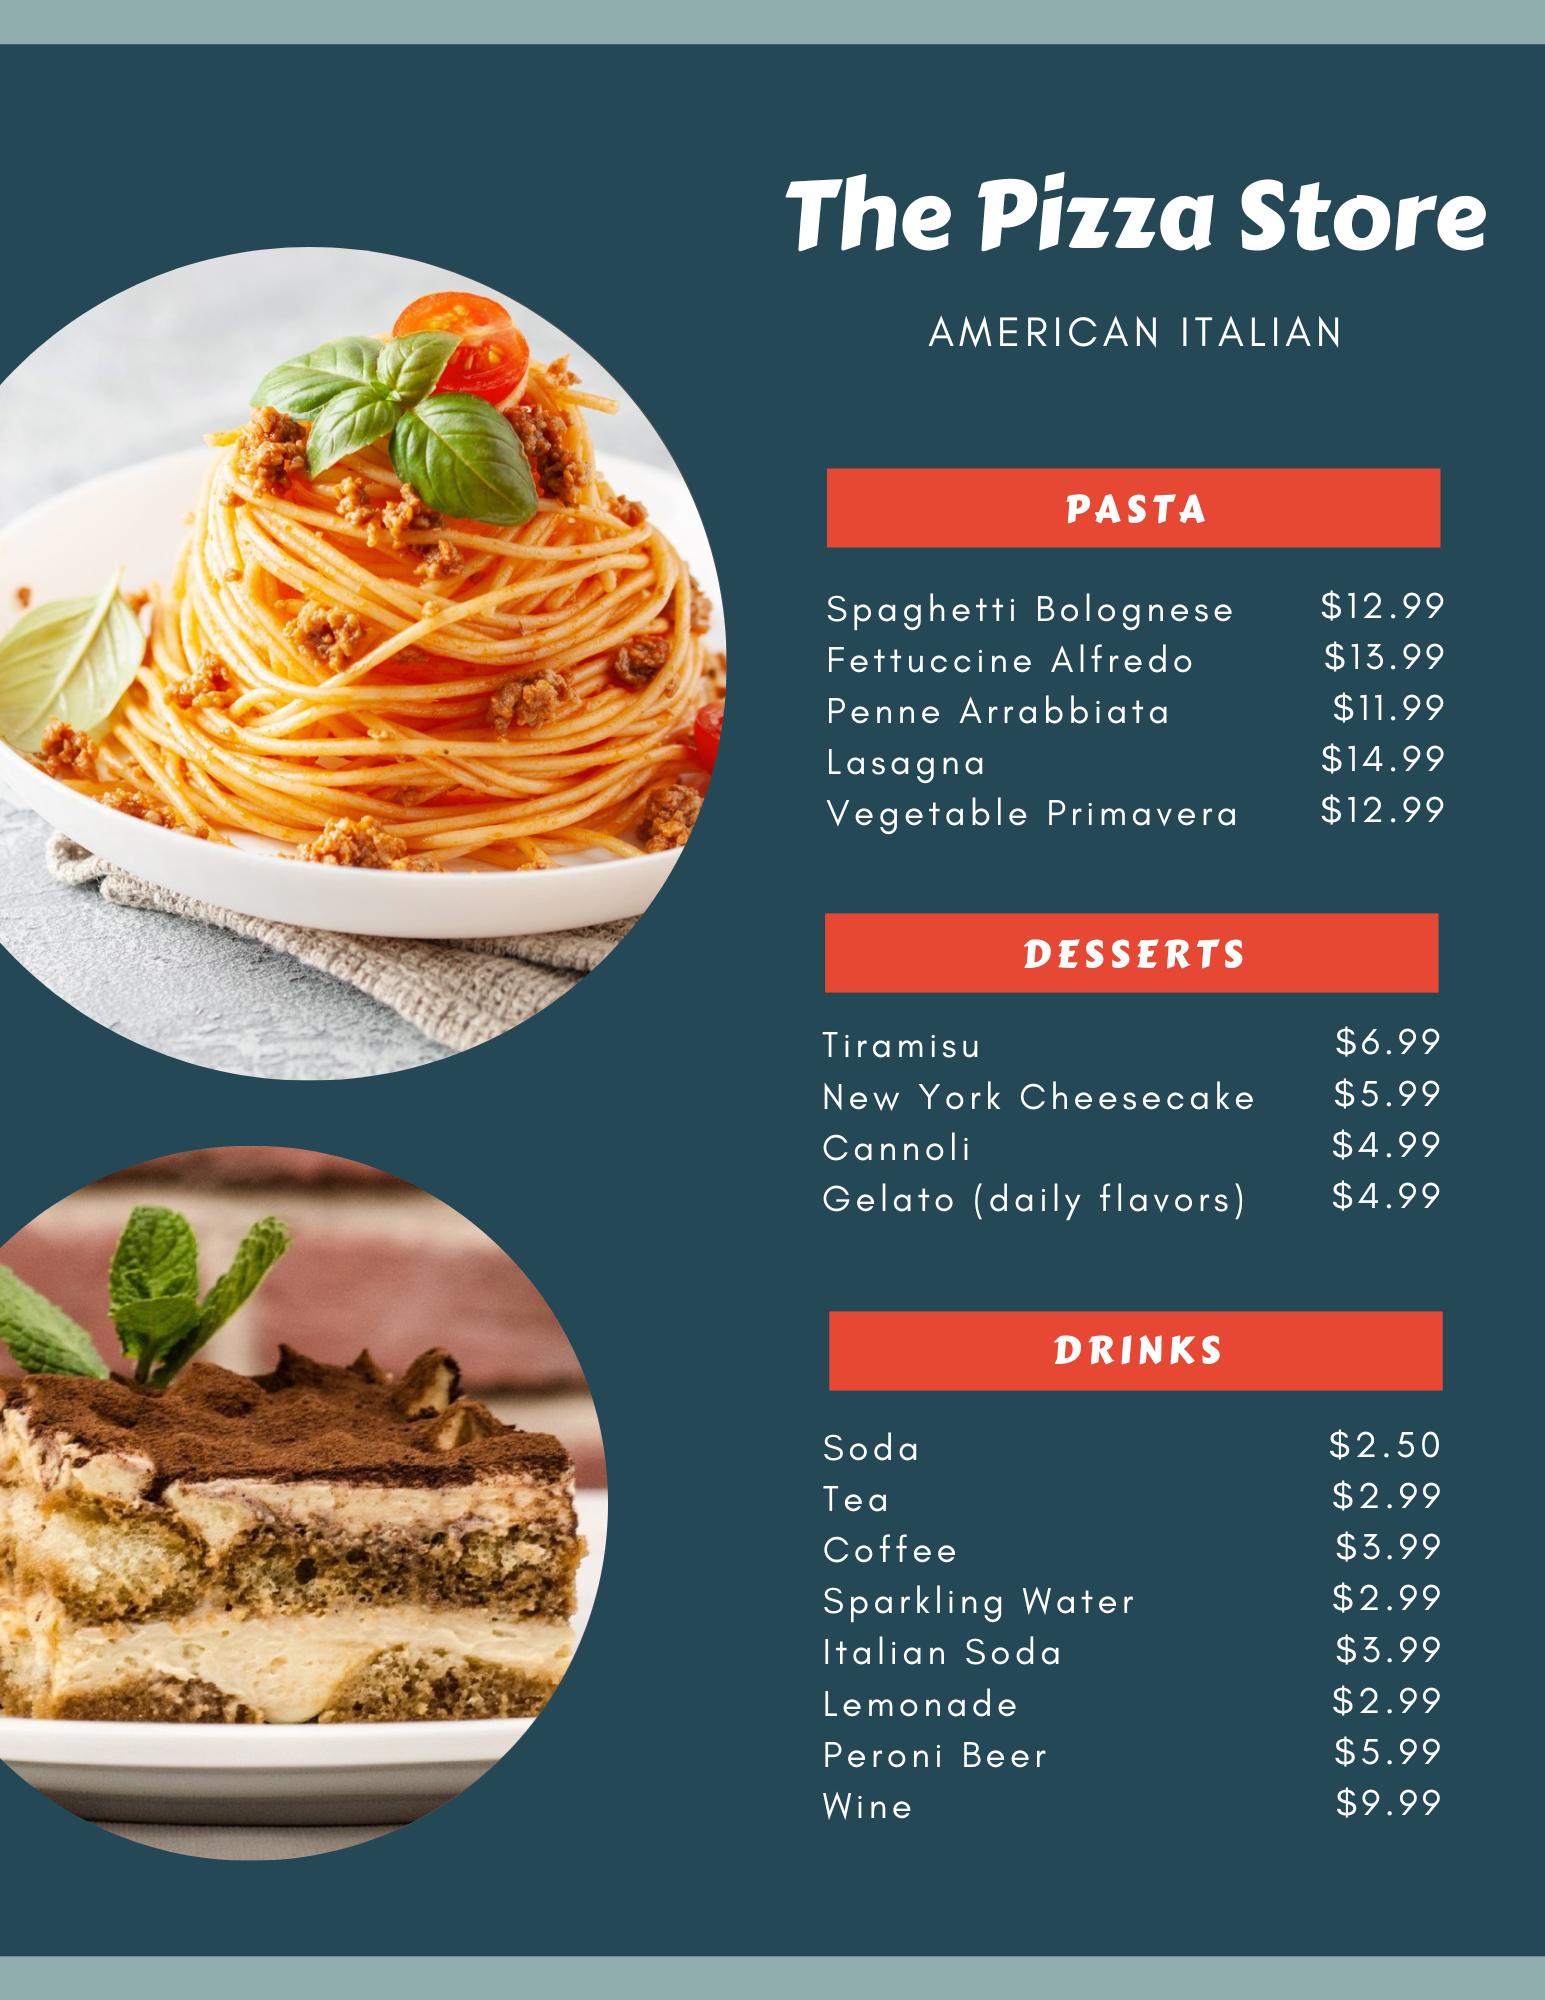 The Pizza Store
AMERICAN ITALIAN
PASTA
Spaghetti Bolognese $12.99
Fettuccine Alfredo $13.99
Penne Arrabbiata $11.99
Lasagna $14.99
Vegetable Primavera $12.99
DESSERTS
Tiramisu $6.99
New York Cheesecake $5.99
Cannoli $4.99
Gelato (daily flavors) $4.99
DRINKS
Soda $2.50
Tea $2.99
Coffee $3.99
Sparkling Water $2.99
Italian Soda $3.99
Lemonade $2.99
Peroni Beer $5.99
Wine $9.99